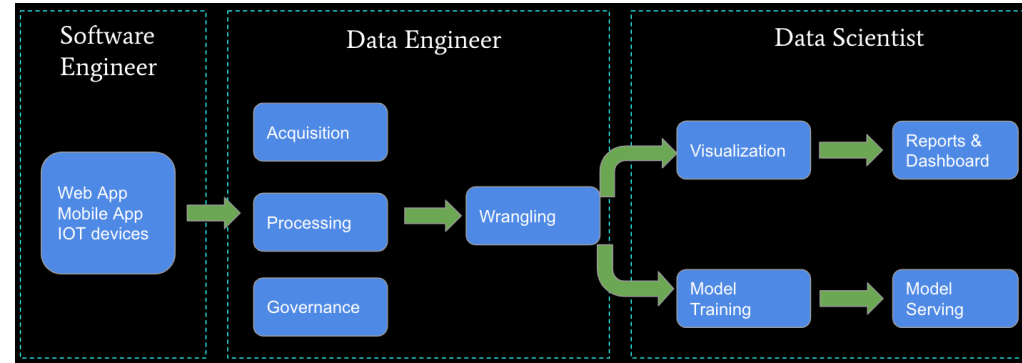 Software
Engineer
Data Engineer
Data Scientist
Web App
Mobile App
IOT devices
Acquisition
Processing
Governance
Wrangling
Visualization
Reports &
Dashboard
Model
Training
Model
Serving